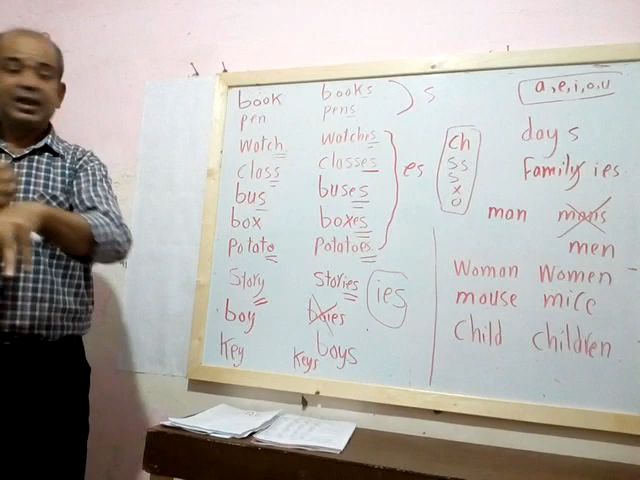 book books s
pen pens
watch watches es
class classes
bus buses
box boxes
potato potatoes
story stories ies
boy boies
key keys boys
ch
ss
s
x
o
a,e,i,o,u
days
Family ies
man mans
men
Woman Women
mouse mice
Child children